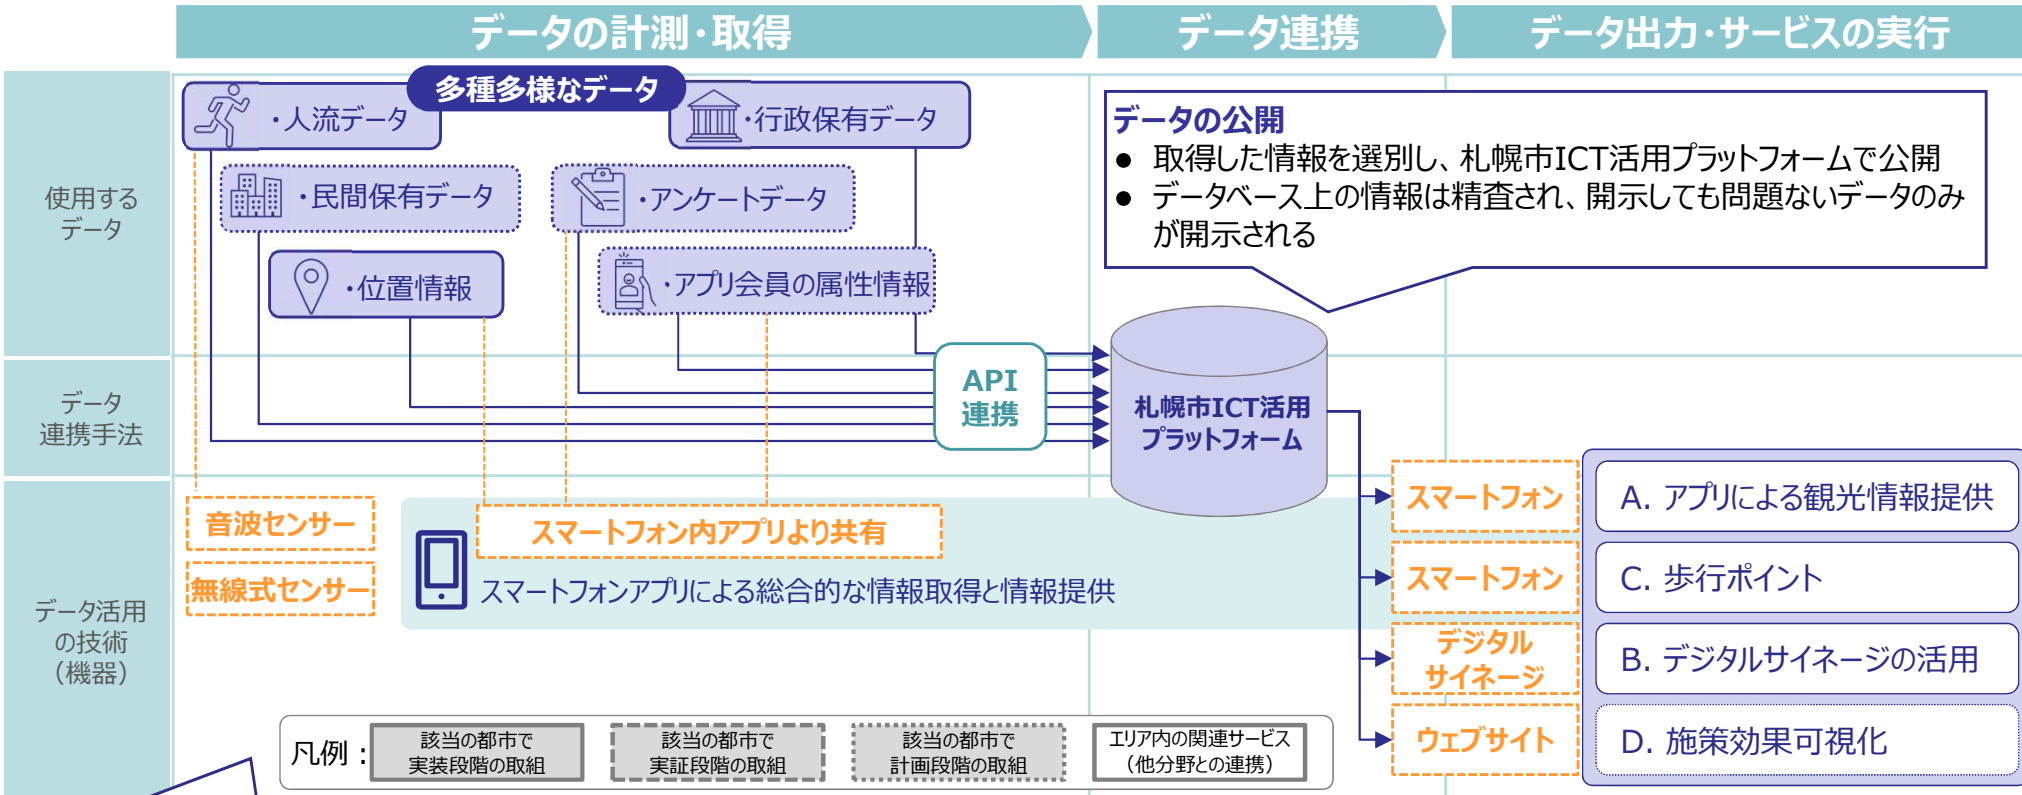 データの計測・取得
データ連携
データ出力・サービスの実行
使用する
データ
多種多様なデータ
・人流データ
・行政保有データ
・民間保有データ
・アンケートデータ
・位置情報
・アプリ会員の属性情報
データの公開
● 取得した情報を選別し、札幌市ICT活用プラットフォームで公開
● データベース上の情報は精査され、開示しても問題ないデータのみ
が開示される
データ
連携手法
API
連携
札幌市ICT活用
プラットフォーム
データ活用
の技術
（機器）
音波センサー
無線式センサー
スマートフォン内アプリより共有
スマートフォンアプリによる総合的な情報取得と情報提供
スマートフォン
A. アプリによる観光情報提供
スマートフォン
C. 歩行ポイント
デジタル
サイネージ
B. デジタルサイネージの活用
ウェブサイト
D. 施策効果可視化
凡例：
該当の都市で
実装段階の取組
該当の都市で
実証段階の取組
該当の都市で
計画段階の取組
エリア内の関連サービス
（他分野との連携）